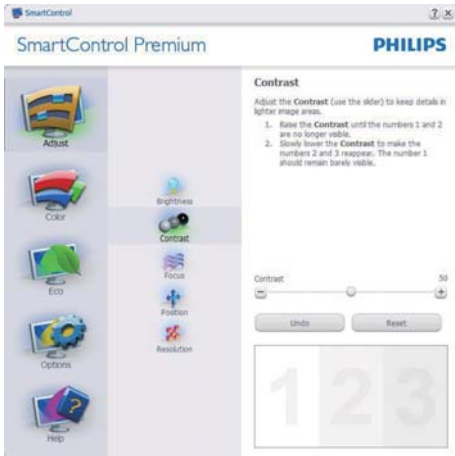 SmartControl
SmartControl Premium
PHILIPS
Adjust
Color
Eco
Options
Help
Brightness
Contrast
Focus
Position
Resolution
Contrast
Adjust the Contrast (use the slider) to keep details in
lighter image areas.
1. Raise the Contrast until the numbers 1 and 2
are no longer visible.
2. Slowly lower the Contrast to make the
numbers 2 and 3 reappear. The number 1
should remain barely visible.
Contrast 50
Undo Reset
1 2 3